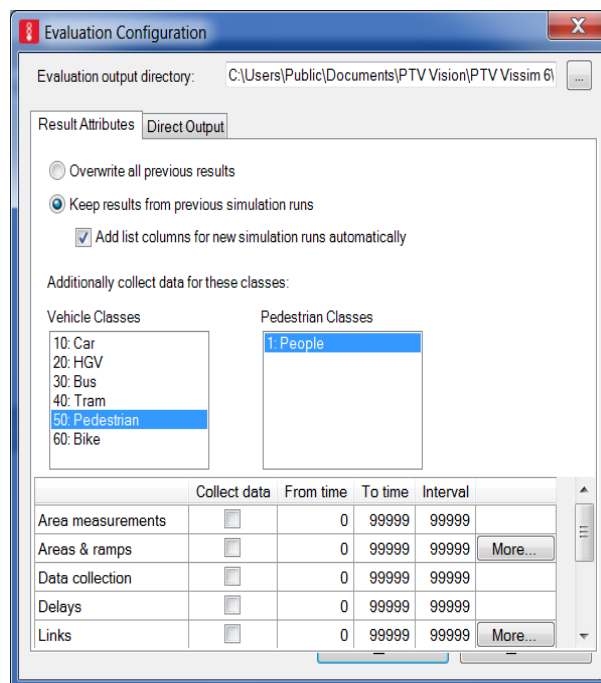 Evaluation Configuration
X
Evaluation output directory: C:\Users\Public\Documents\PTV Vision\PTV Vissim 6\ ...
Result Attributes Direct Output
Overwrite all previous results
Keep results from previous simulation runs
Add list columns for new simulation runs automatically
Additionally collect data for these classes:
Vehicle Classes Pedestrian Classes
10: Car 1: People
20: HGV
30: Bus
40: Tram
50: Pedestrian
60: Bike
Collect data From time To time Interval
Area measurements 0 99999 99999
Areas & ramps 0 99999 99999 More...
Data collection 0 99999 99999
Delays 0 99999 99999
Links 0 99999 99999 More...